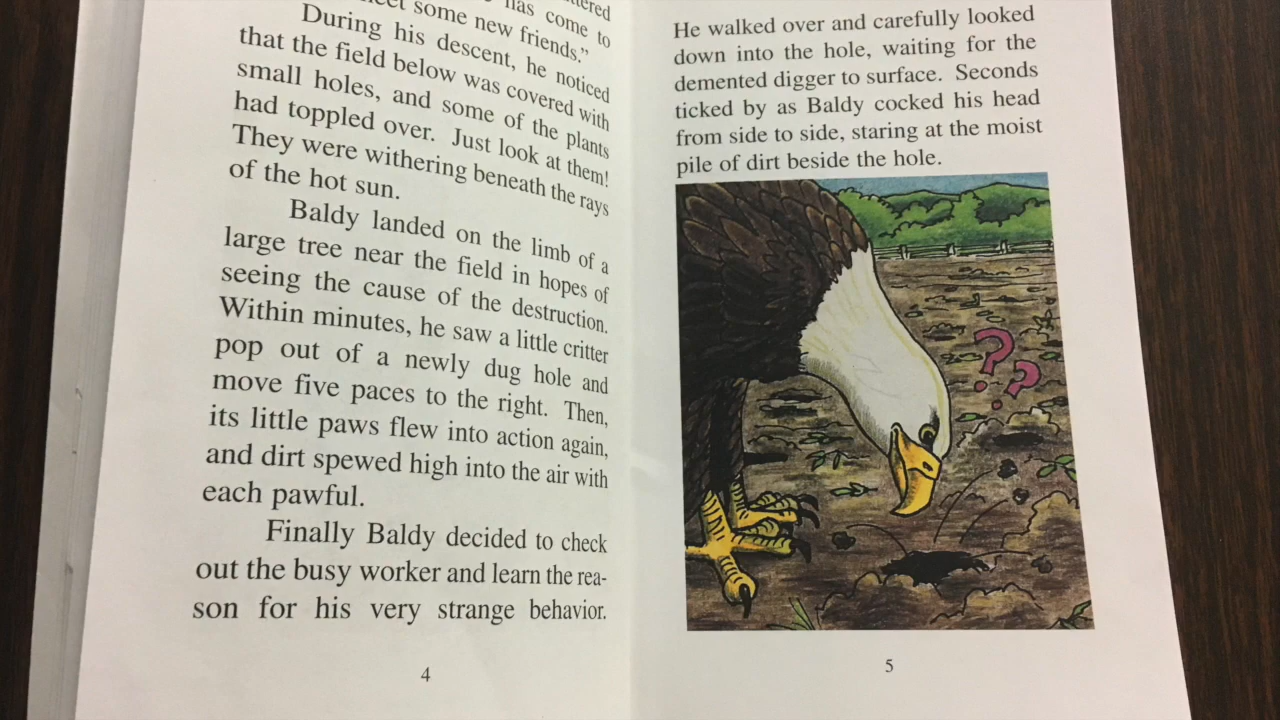 has come to
eet some new friends."
During his descent, he noticed
that the field below was covered with
small holes, and some of the plants
had toppled over. Just look at them!
They were withering beneath the rays
of the hot sun.
Baldy landed on the limb of a
large tree near the field in hopes of
seeing the cause of the destruction.
Within minutes, he saw a little critter
pop out of a newly dug hole and
move five paces to the right. Then,
its little paws flew into action again,
and dirt spewed high into the air with
each pawful.
Finally Baldy decided to check
out the busy worker and learn the rea-
son for his very strange behavior.
4
He walked over and carefully looked
down into the hole, waiting for the
demented digger to surface. Seconds
ticked by as Baldy cocked his head
from side to side, staring at the moist
pile of dirt beside the hole.
? ?
5